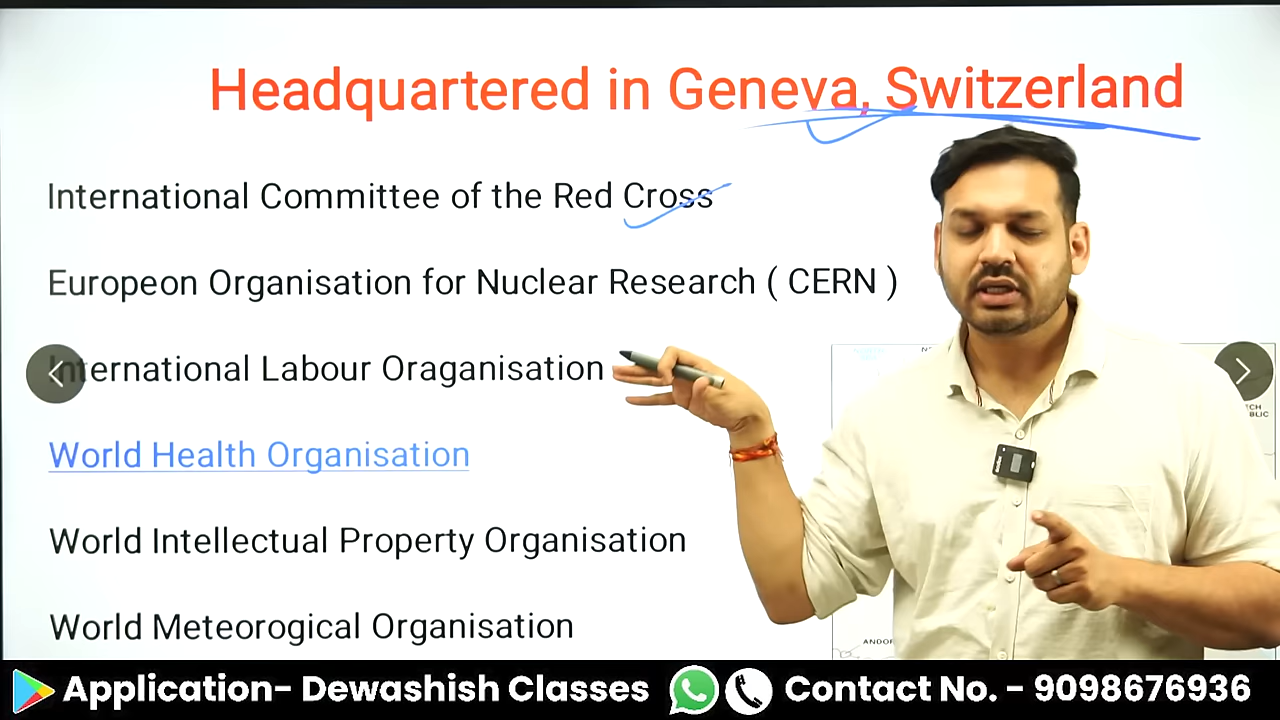 Headquartered in Geneva, Switzerland
International Committee of the Red Cross
Europeon Organisation for Nuclear Research ( CERN )
International Labour Oraganisation
World Health Organisation
World Intellectual Property Organisation
World Meteorogical Organisation
Application- Dewashish Classes
Contact No. - 9098676936